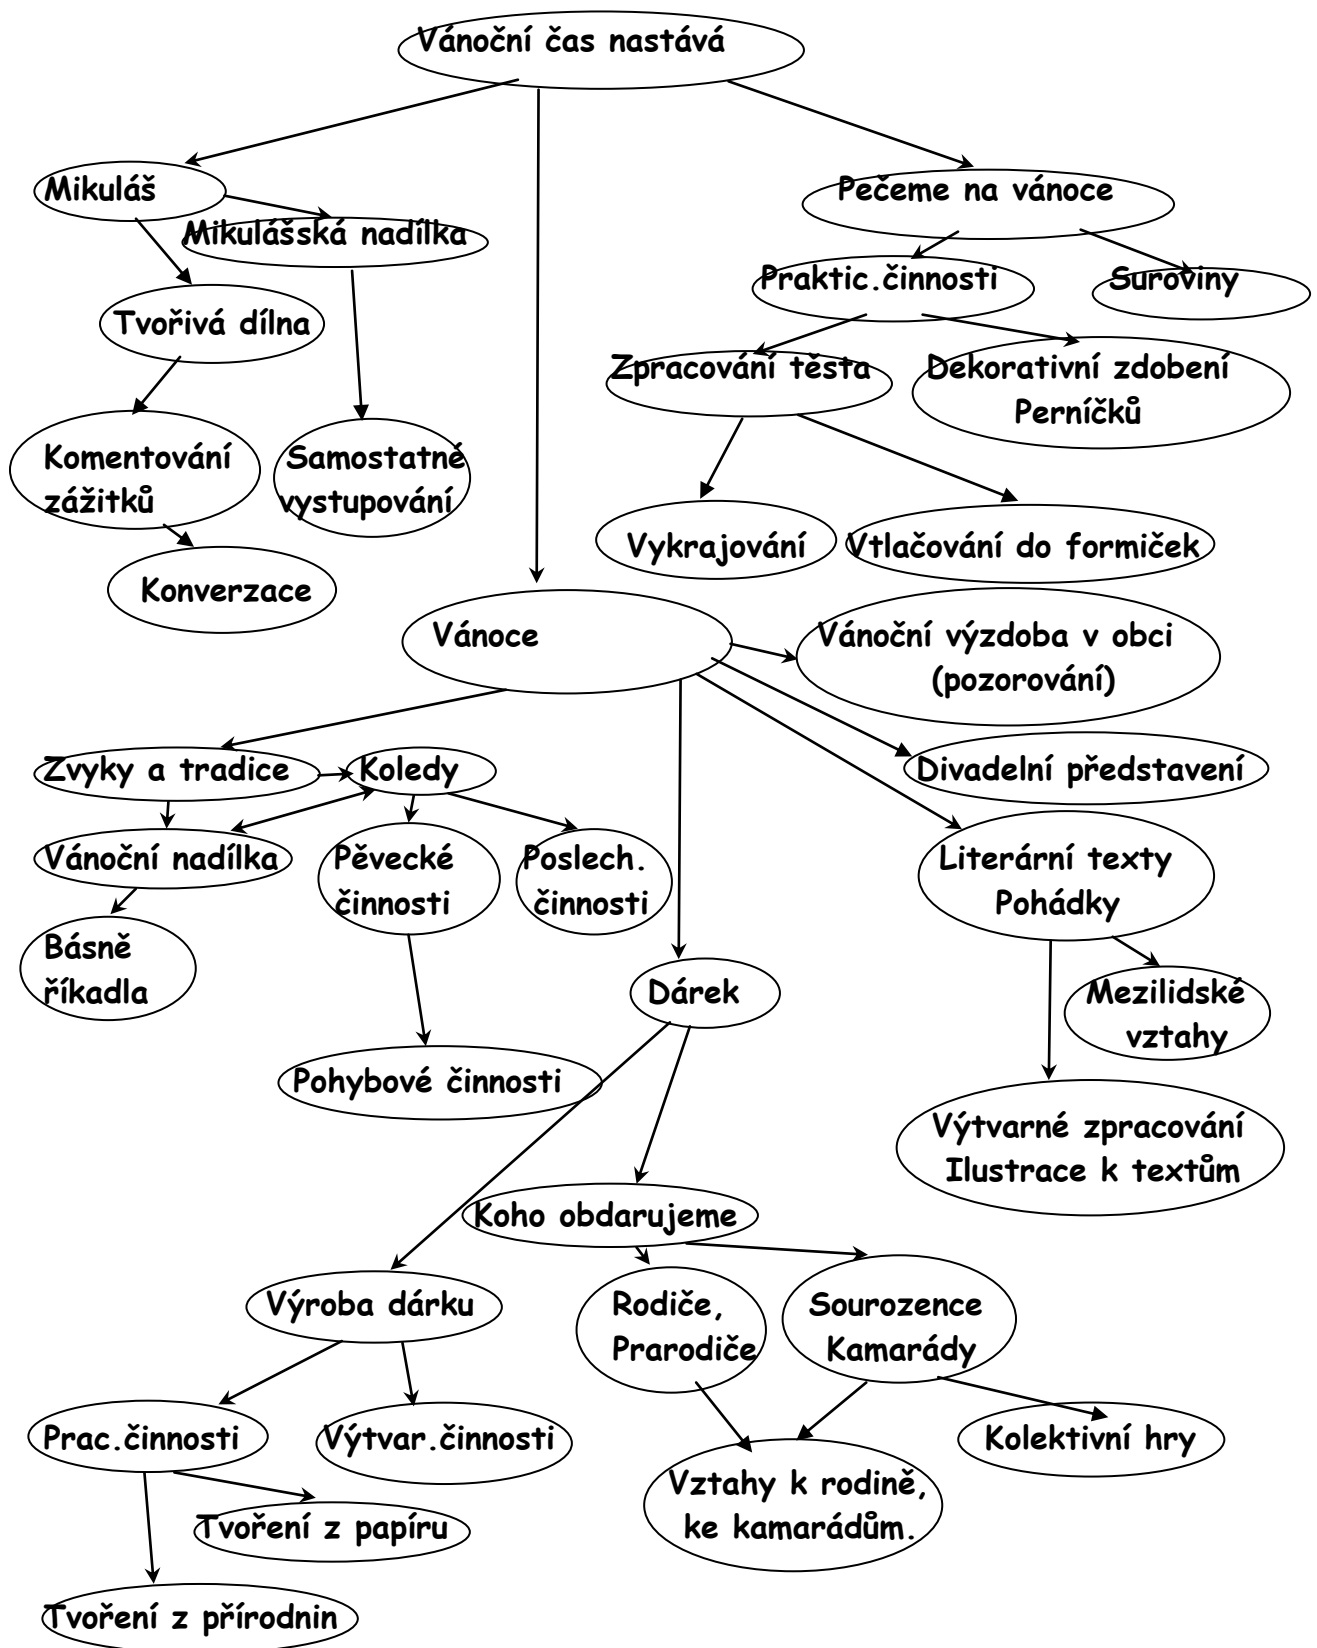 Vánoční čas nastává
Mikuláš
Pečeme na vánoce
Mikulášská nadílka
Praktic.činnosti
Suroviny
Tvořivá dílna
Zpracování těsta
Dekorativní zdobení
Perníčků
Komentování
zážitků
Samostatné
vystupování
Vykrajování
Vtlačování do formiček
Konverzace
Vánoce
Vánoční výzdoba v obci
(pozorování)
Zvyky a tradice
Koledy
Divadelní představení
Vánoční nadílka
Pěvecké
činnosti
Poslech.
činnosti
Literární texty
Pohádky
Básně
říkadla
Dárek
Mezilidské
vztahy
Pohybové činnosti
Výtvarné zpracování
Ilustrace k textům
Koho obdarujeme
Výroba dárku
Rodiče,
Prarodiče
Sourozence
Kamarády
Prac.činnosti
Výtvar.činnosti
Kolektivní hry
Vztahy k rodině,
ke kamarádům.
Tvoření z papíru
Tvoření z přírodnin